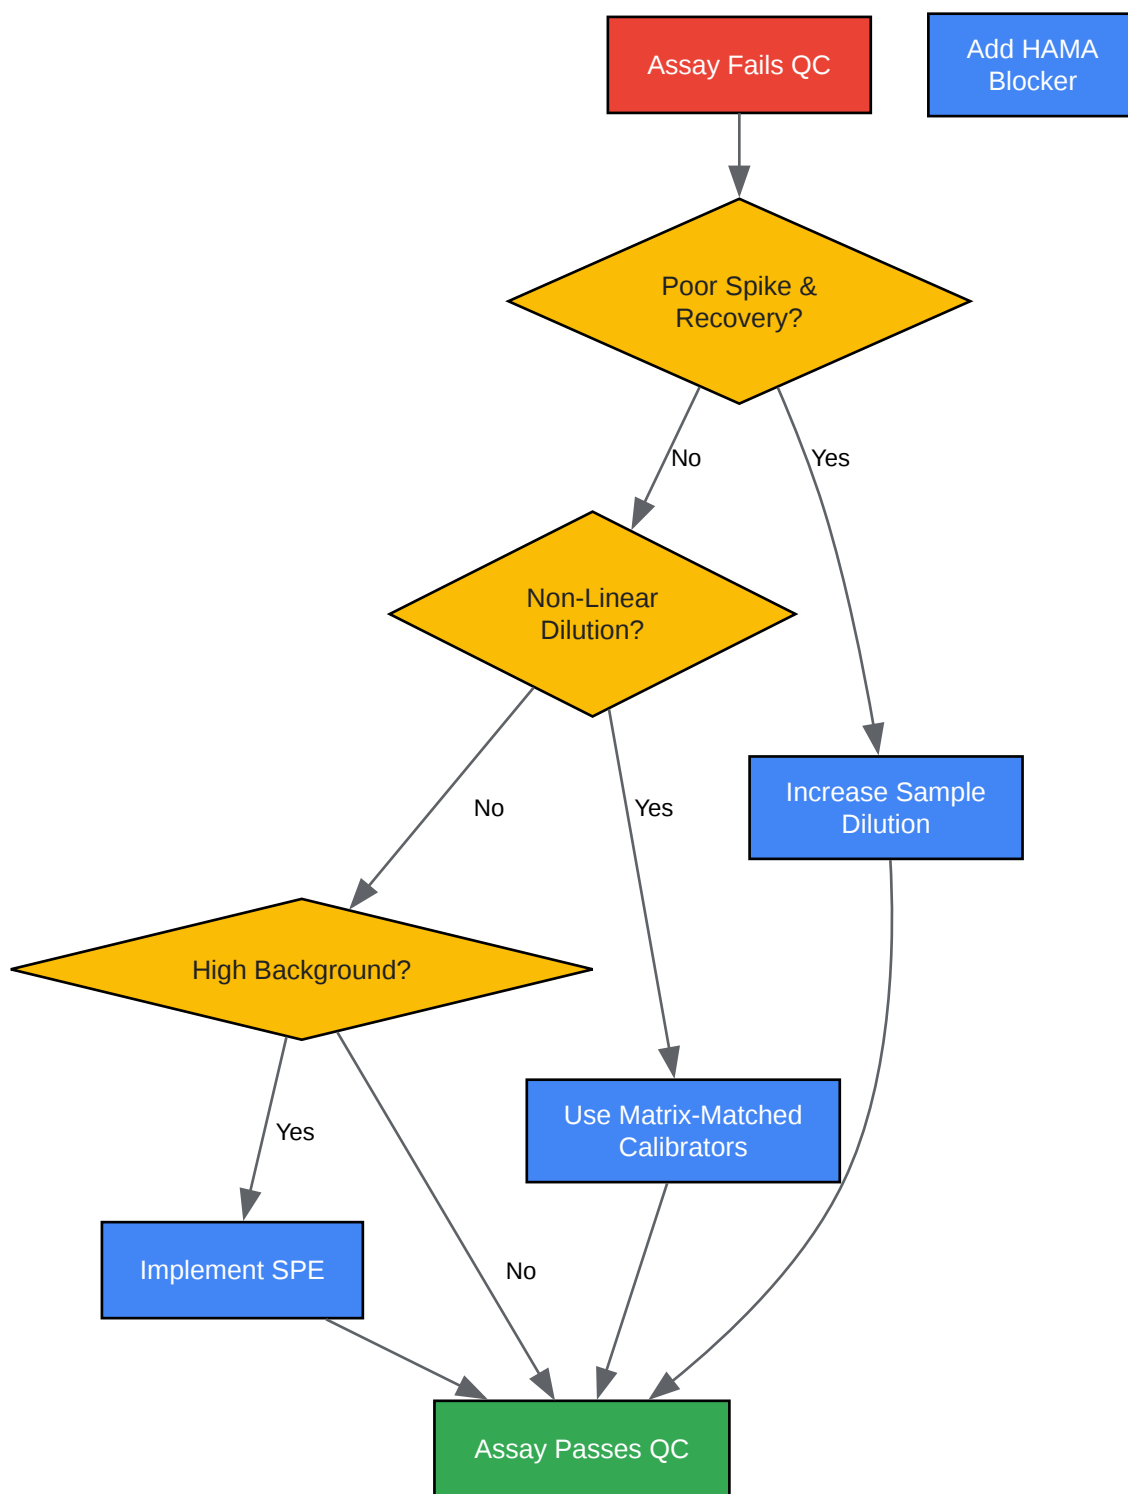 Assay Fails QC
Add HAMA
Blocker
Poor Spike &
Recovery?
No
Yes
Non-Linear
Dilution?
No
Yes
Increase Sample
Dilution
High Background?
Yes
Use Matrix-Matched
Calibrators
Implement SPE
No
Assay Passes QC